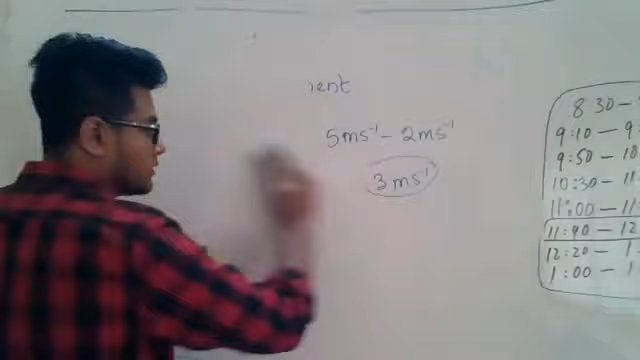 ient
5ms⁻¹ – 2ms⁻¹
3ms⁻¹
8 30 –
9:10 – 9:
9:50 – 10
10:30 – 11
11:00 – 11:
11:40 – 12
12:20 – 1
1:00 – 1